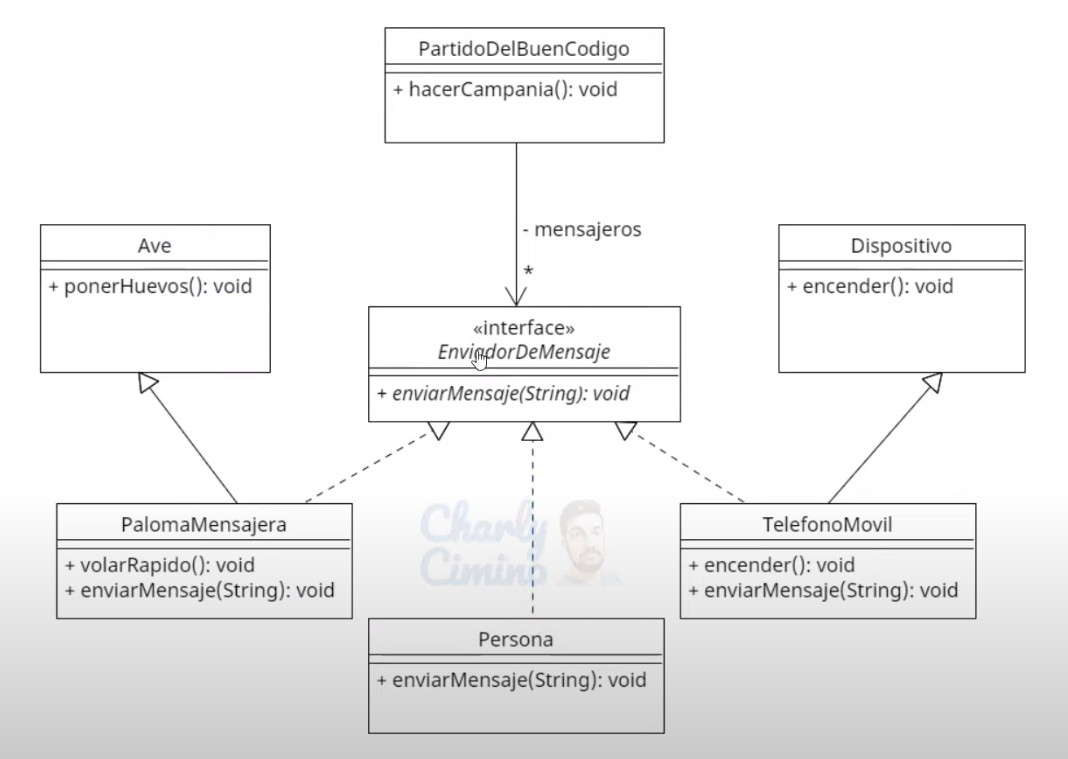 PartidoDelBuenCodigo
+ hacerCampania(): void
- mensajeros
*
Ave
+ ponerHuevos(): void
Dispositivo
+ encender(): void
«interface»
EnviadorDeMensaje
+ enviarMensaje(String): void
PalomaMensajera
+ volarRapido(): void
+ enviarMensaje(String): void
Charly
Cimino
TelefonoMovil
+ encender(): void
+ enviarMensaje(String): void
Persona
+ enviarMensaje(String): void